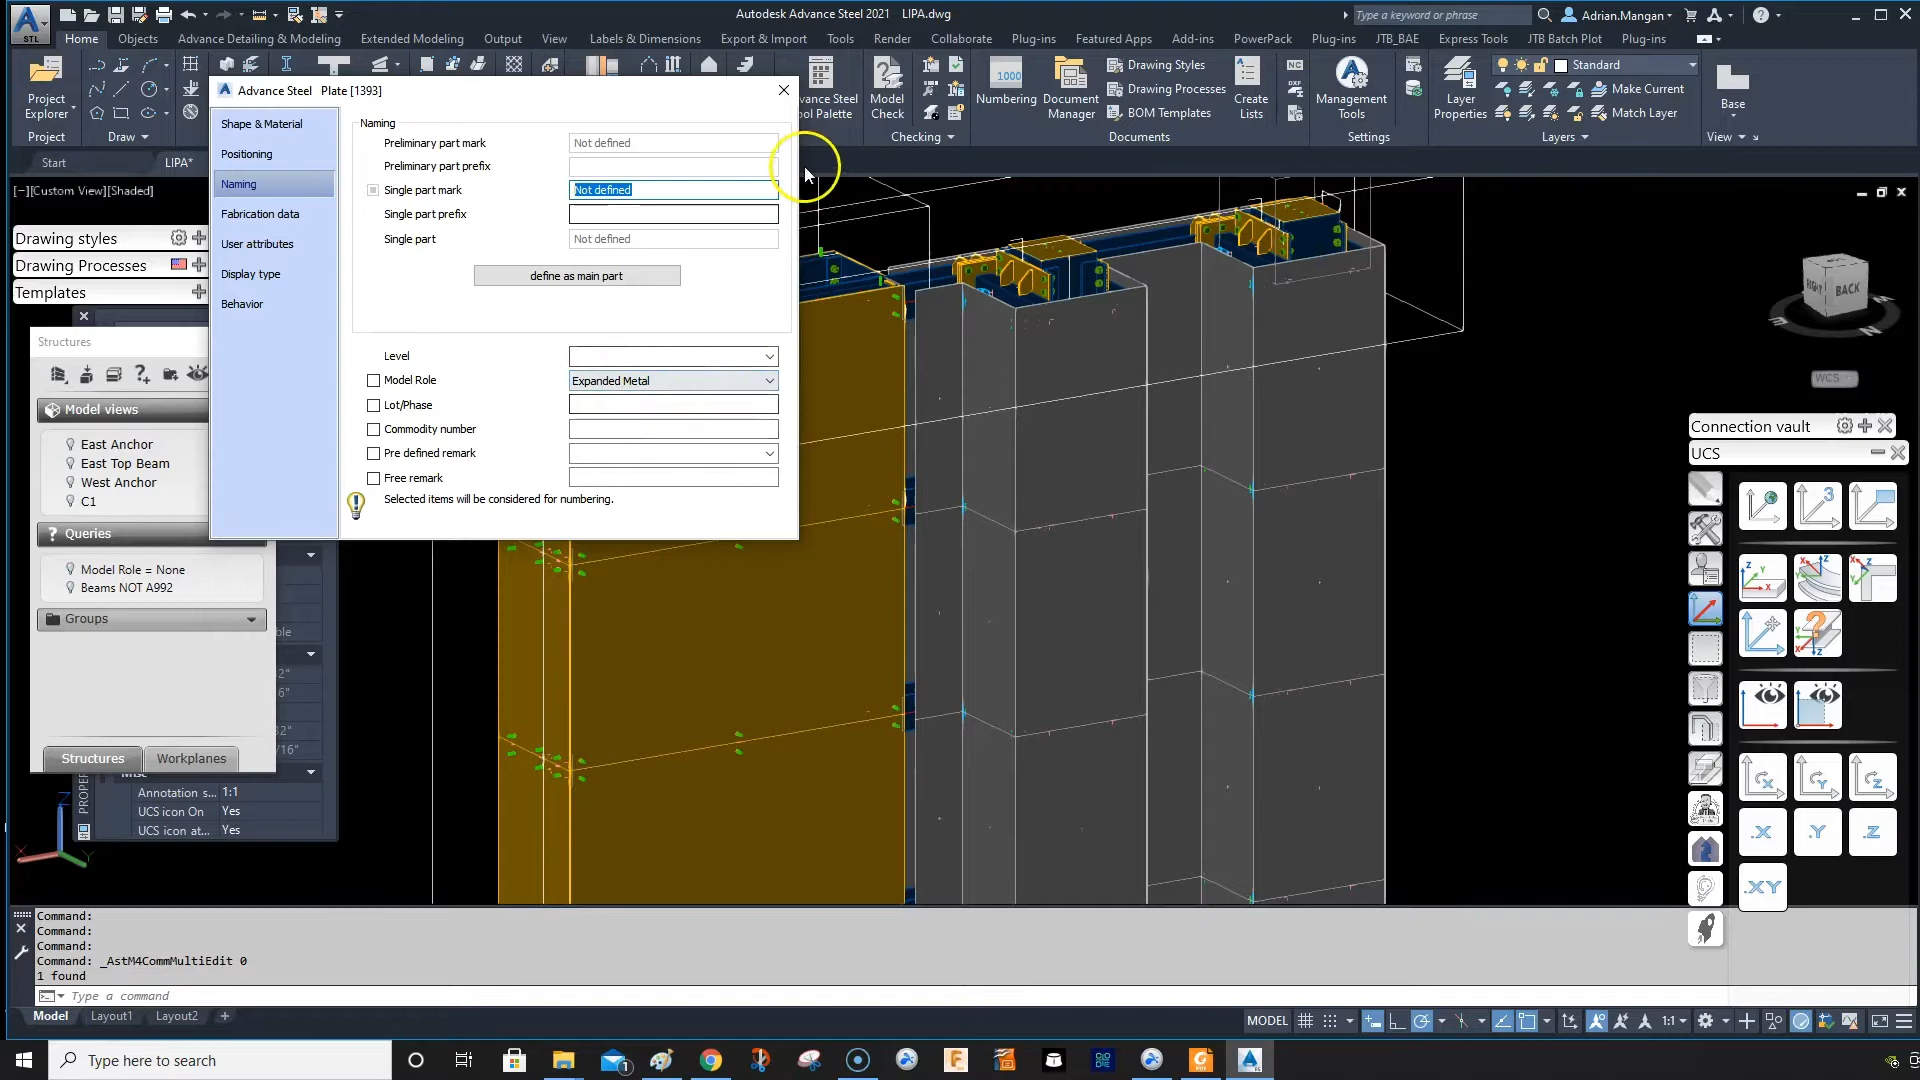 Autodesk Advance Steel 2021 LIPA.dwg
Type a keyword or phrase
Adrian.Mangan
STL
Home Objects Advance Detailing & Modeling Extended Modeling Output View Labels & Dimensions Export & Import Tools Render Collaborate Plug-ins Featured Apps Add-ins PowerPack Plug-ins JTB_BAE Express Tools JTB Batch Plot Plug-ins
Project
Explorer
Project
Draw
Model
Check
Checking
1000
Numbering
Document
Manager
Drawing Styles
Drawing Processes
BOM Templates
Create
Lists
Documents
NC
DXF
Management
Tools
Settings
Layer
Properties
Standard
Make Current
Match Layer
Layers
Base
View
Start LIPA*
[−][Custom View][Shaded]
Advance Steel Plate [1393]
Shape & Material
Positioning
Naming
Fabrication data
User attributes
Display type
Behavior
Naming
Preliminary part mark Not defined
Preliminary part prefix
Single part mark Not defined
Single part prefix
Single part Not defined
define as main part
Level
Model Role Expanded Metal
Lot/Phase
Commodity number
Pre defined remark
Free remark
Selected items will be considered for numbering.
Drawing styles
Drawing Processes
Templates
Structures
Model views
East Anchor
East Top Beam
West Anchor
C1
Queries
Model Role = None
Beams NOT A992
Groups
Structures Workplanes
Annotation s... 1:1
UCS icon On Yes
UCS icon at... Yes
RIGHT BACK
WCS
Connection vault
UCS
.X .Y .Z
.XY
Command:
Command:
Command:
Command: _AstM4CommMultiEdit 0
1 found
Type a command
Model Layout1 Layout2
MODEL
1:1
Type here to search